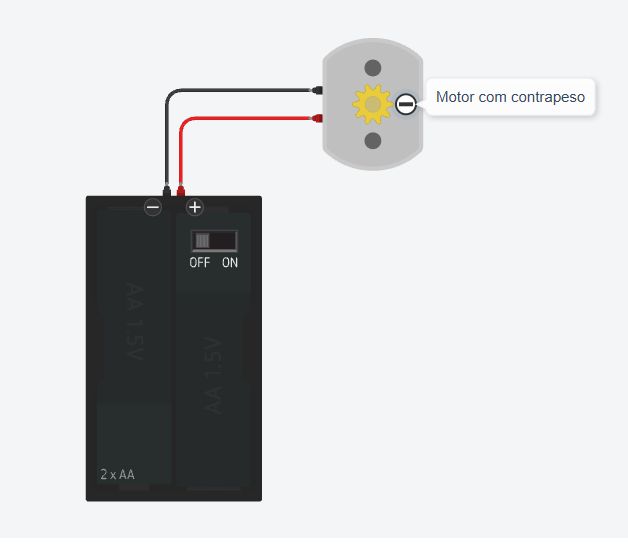 Motor com contrapeso
− +
OFF ON
AA 1.5V
AA 1.5V
2 x AA